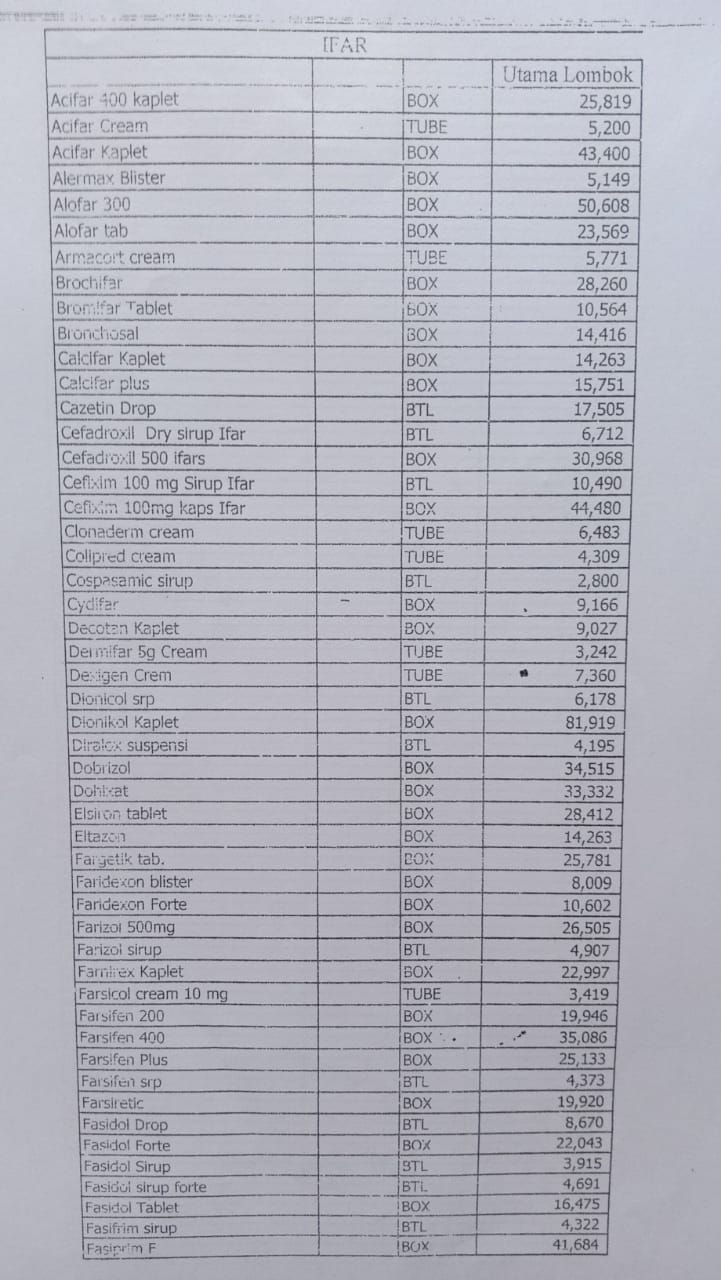 IFAR
Utama Lombok
Acifar 400 kaplet BOX 25,819
Acifar Cream TUBE 5,200
Acifar Kaplet BOX 43,400
Alermax Blister BOX 5,149
Alofar 300 BOX 50,608
Alofar tab BOX 23,569
Armacort cream TUBE 5,771
Brochifar BOX 28,260
Bromifar Tablet BOX 10,564
Bronchosal BOX 14,416
Calcifar Kaplet BOX 14,263
Calcifar plus BOX 15,751
Cazetin Drop BTL 17,505
Cefadroxil Dry sirup Ifar BTL 6,712
Cefadroxil 500 ifars BOX 30,968
Cefixim 100 mg Sirup Ifar BTL 10,490
Cefixim 100mg kaps Ifar BOX 44,480
Clonaderm cream TUBE 6,483
Colipred cream TUBE 4,309
Cospasamic sirup BTL 2,800
Cydifar BOX 9,166
Decotan Kaplet BOX 9,027
Dermifar 5g Cream TUBE 3,242
Dexigen Crem TUBE 7,360
Dionicol srp BTL 6,178
Dionikol Kaplet BOX 81,919
Diralox suspensi BTL 4,195
Dobrizol BOX 34,515
Dohixat BOX 33,332
Elsiron tablet BOX 28,412
Eltazon BOX 14,263
Fargetik tab. BOX 25,781
Faridexon blister BOX 8,009
Faridexon Forte BOX 10,602
Farizol 500mg BOX 26,505
Farizol sirup BTL 4,907
Kaplet BOX 22,997
Farsicol cream 10 mg TUBE 3,419
Farsifen 200 BOX 19,946
Farsifen 400 BOX 35,086
Farsifen Plus BOX 25,133
Farsifen srp BTL 4,373
Farsiretic BOX 19,920
Fasidol Drop BTL 8,670
Fasidol Forte BOX 22,043
Fasidol Sirup BTL 3,915
Fasidol sirup forte BTL 4,691
Fasidol Tablet BOX 16,475
Fasifrim sirup BTL 4,322
Fasiprim F BOX 41,684